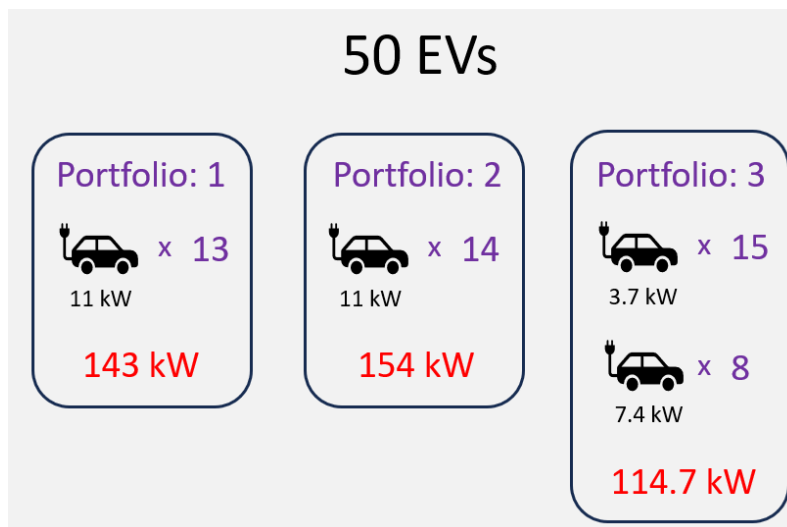 50 EVs
Portfolio: 1
x 13
11 kW
143 kW
Portfolio: 2
x 14
11 kW
154 kW
Portfolio: 3
x 15
3.7 kW
x 8
7.4 kW
114.7 kW